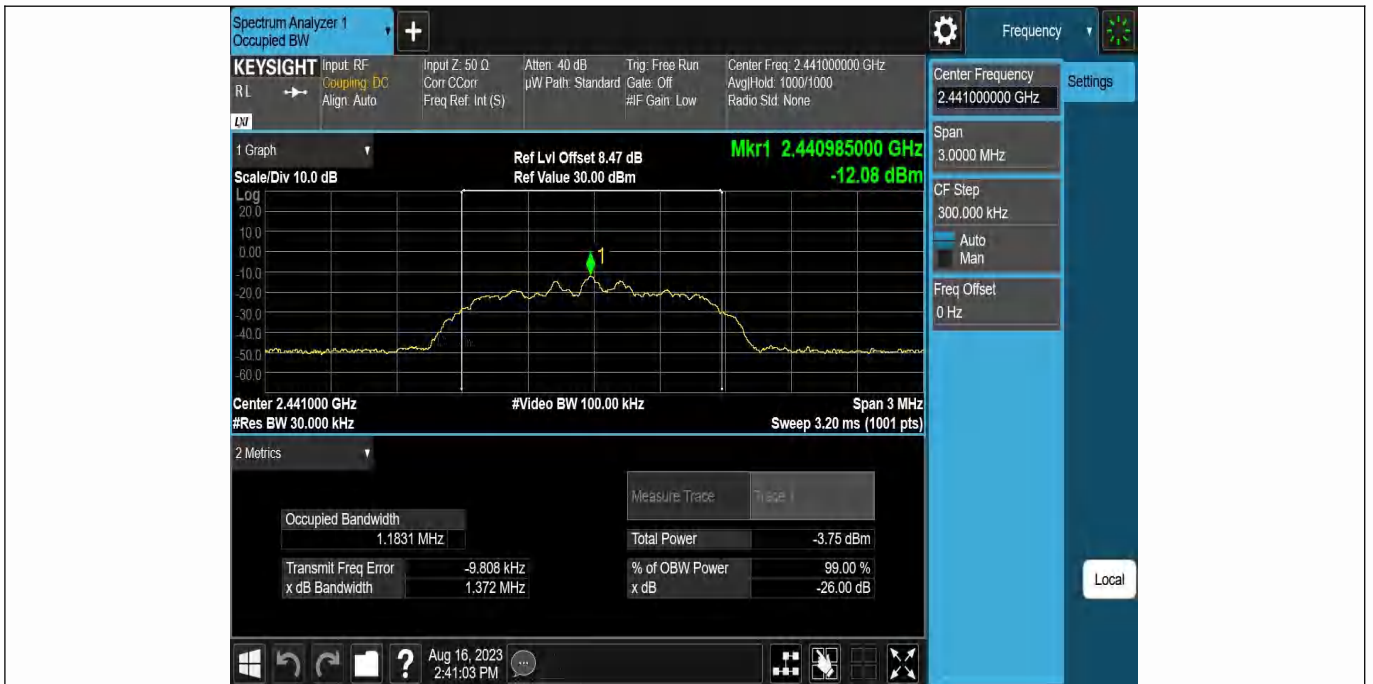 Spectrum Analyzer 1
Occupied BW
Frequency
KEYSIGHT
Input: RF
Coupling: DC
Align: Auto
Input Z: 50 Ω
Corr CCorr
Freq Ref: Int (S)
Atten: 40 dB
µW Path: Standard
Trig: Free Run
Gate: Off
#IF Gain: Low
Center Freq: 2.441000000 GHz
Avg|Hold: 1000/1000
Radio Std: None
RL
LXI
Center Frequency
2.441000000 GHz
Settings
Span
3.0000 MHz
CF Step
300.000 kHz
Auto
Man
Freq Offset
0 Hz
Local
1 Graph
Scale/Div 10.0 dB
Ref Lvl Offset 8.47 dB
Ref Value 30.00 dBm
Mkr1 2.440985000 GHz
-12.08 dBm
Log
20.0
10.0
0.00
-10.0
-20.0
-30.0
-40.0
-50.0
-60.0
1
Center 2.441000 GHz
#Video BW 100.00 kHz
Span 3 MHz
#Res BW 30.000 kHz
Sweep 3.20 ms (1001 pts)
2 Metrics
Measure Trace
Trace 1
Occupied Bandwidth
1.1831 MHz
Total Power
-3.75 dBm
Transmit Freq Error
-9.808 kHz
% of OBW Power
99.00 %
x dB Bandwidth
1.372 MHz
x dB
-26.00 dB
Aug 16, 2023
2:41:03 PM